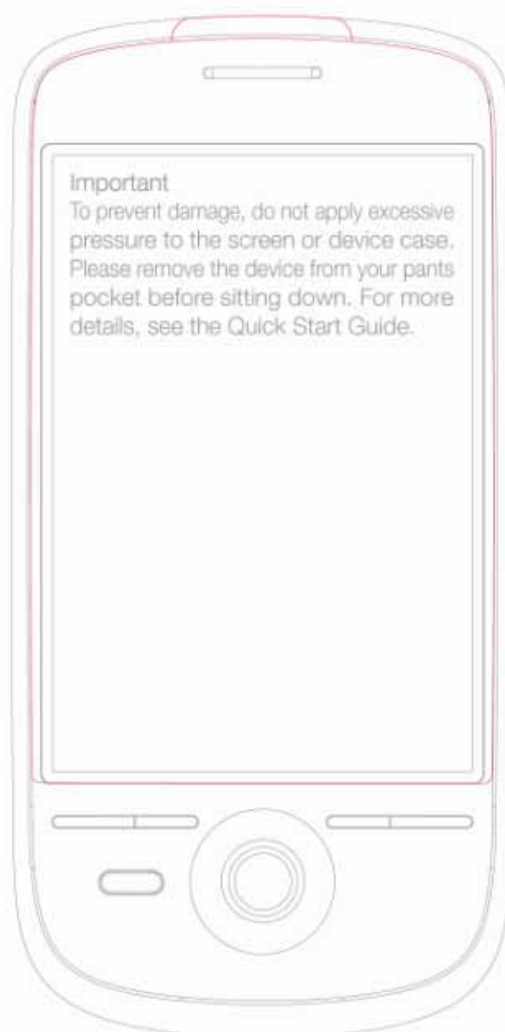 Important
To prevent damage, do not apply excessive
pressure to the screen or device case.
Please remove the device from your pants
pocket before sitting down. For more
details, see the Quick Start Guide.